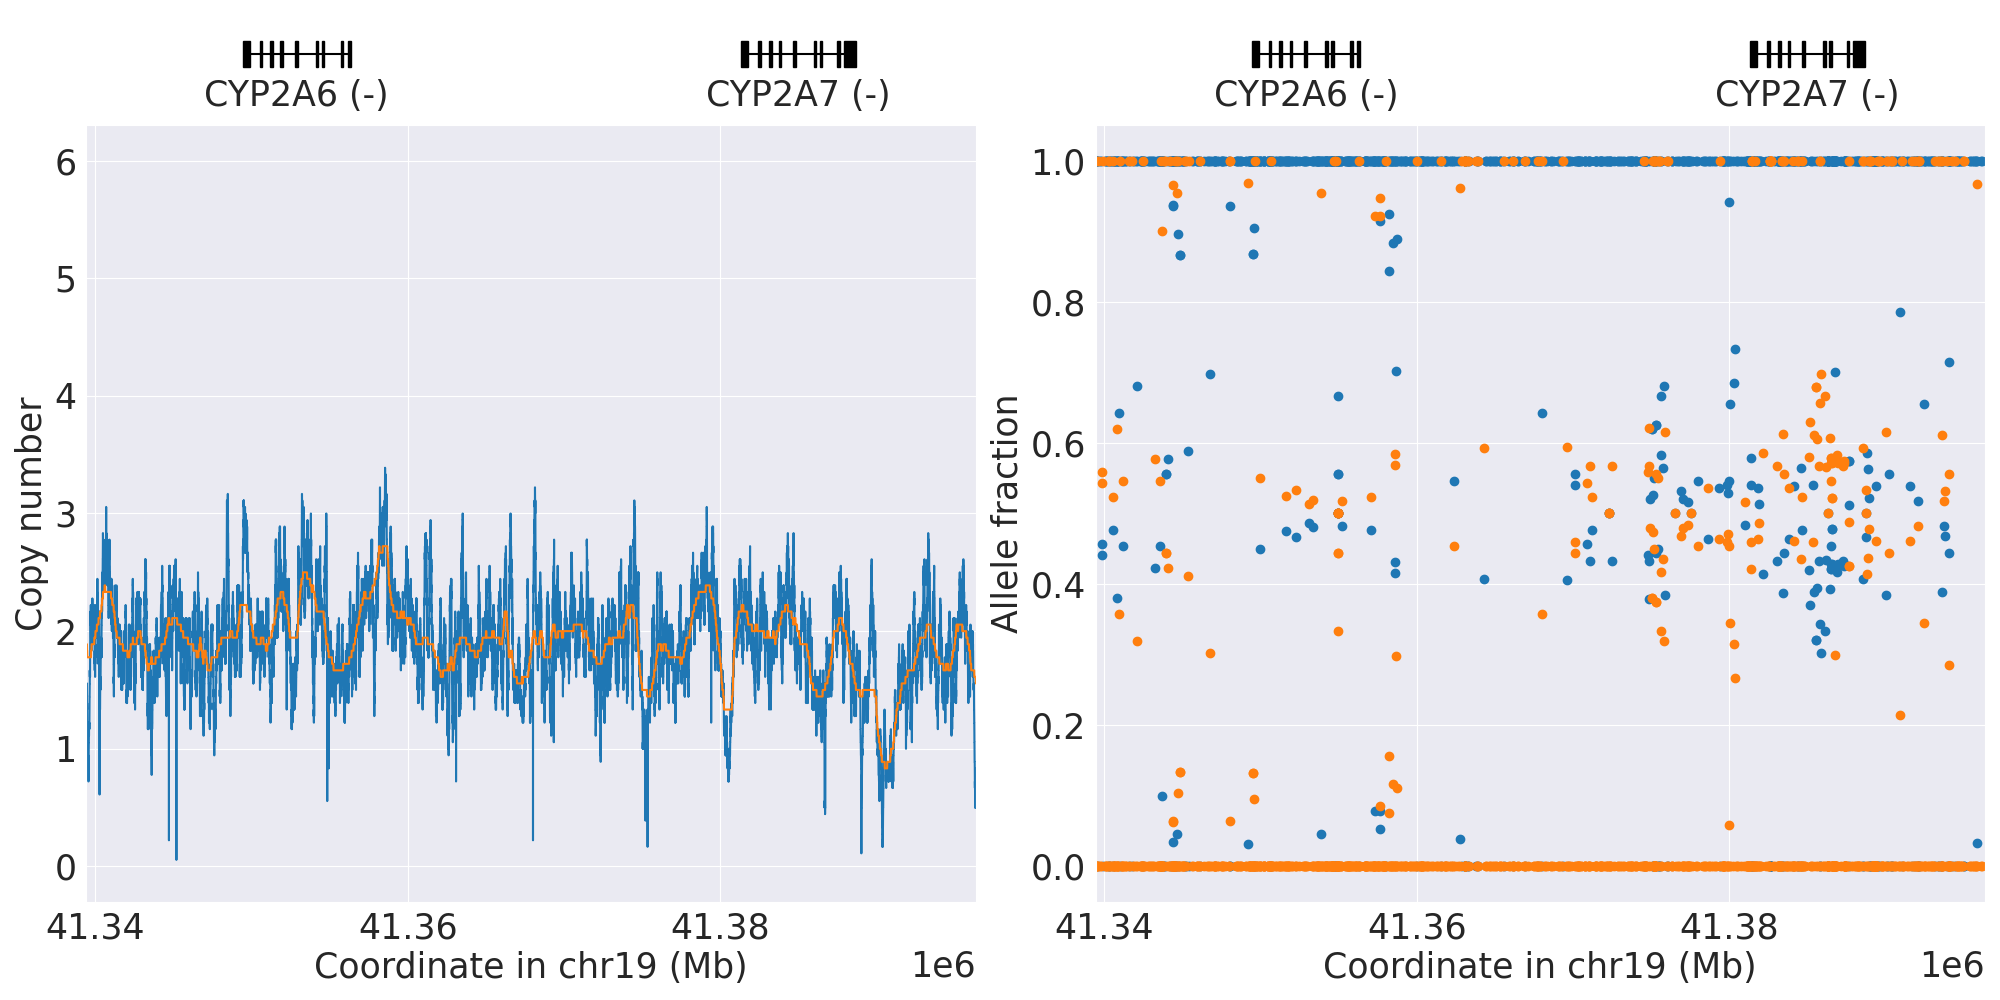 CYP2A6 (-)
CYP2A7 (-)
CYP2A6 (-)
CYP2A7 (-)
6
5
4
3
2
1
0
Copy number
41.34
41.36
41.38
Coordinate in chr19 (Mb)
1e6
1.0
0.8
0.6
0.4
0.2
0.0
Allele fraction
41.34
41.36
41.38
Coordinate in chr19 (Mb)
1e6